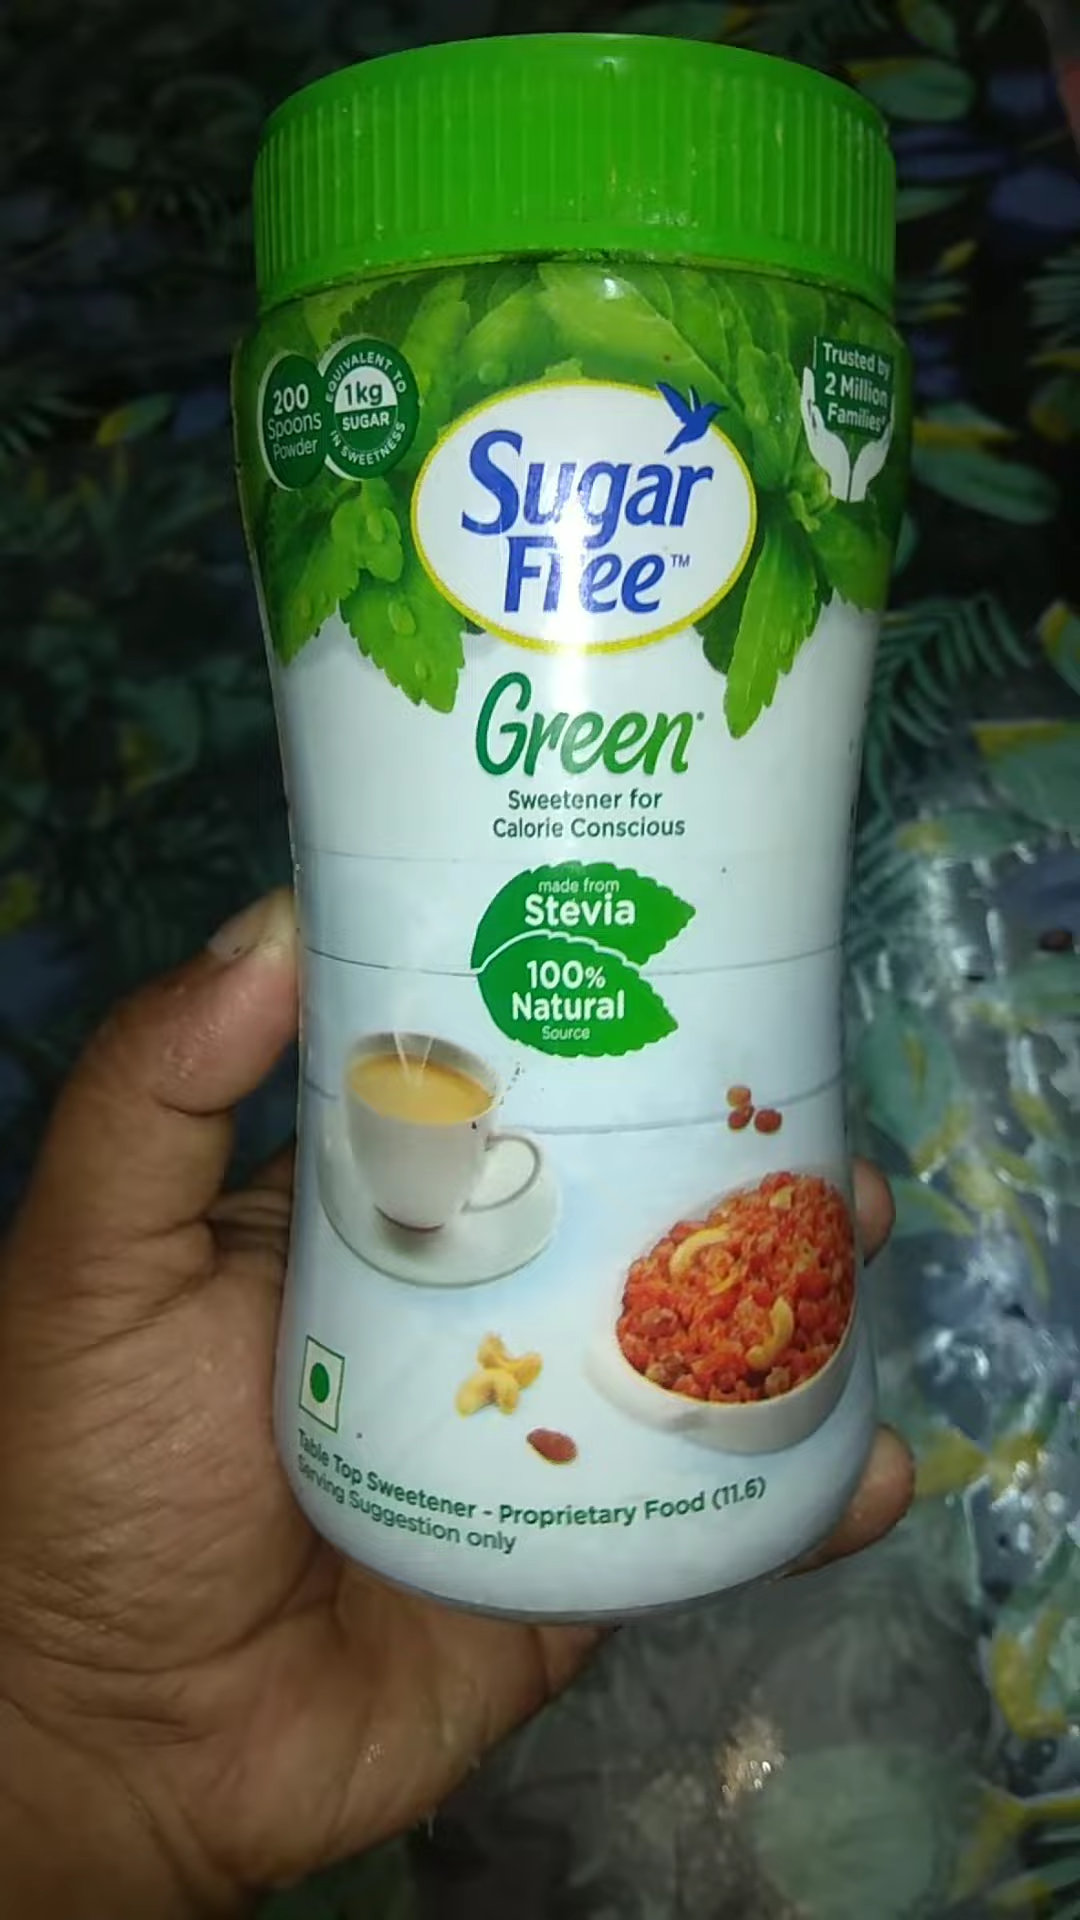 200
Spoons
Powder
EQUIVALENT TO
1kg
SUGAR
IN SWEETNESS
Trusted by
2 Million
Families*
Sugar
Free™
Green
Sweetener for
Calorie Conscious
made from
Stevia
100%
Natural
Source
Table Top Sweetener - Proprietary Food (11.6)
Serving Suggestion only